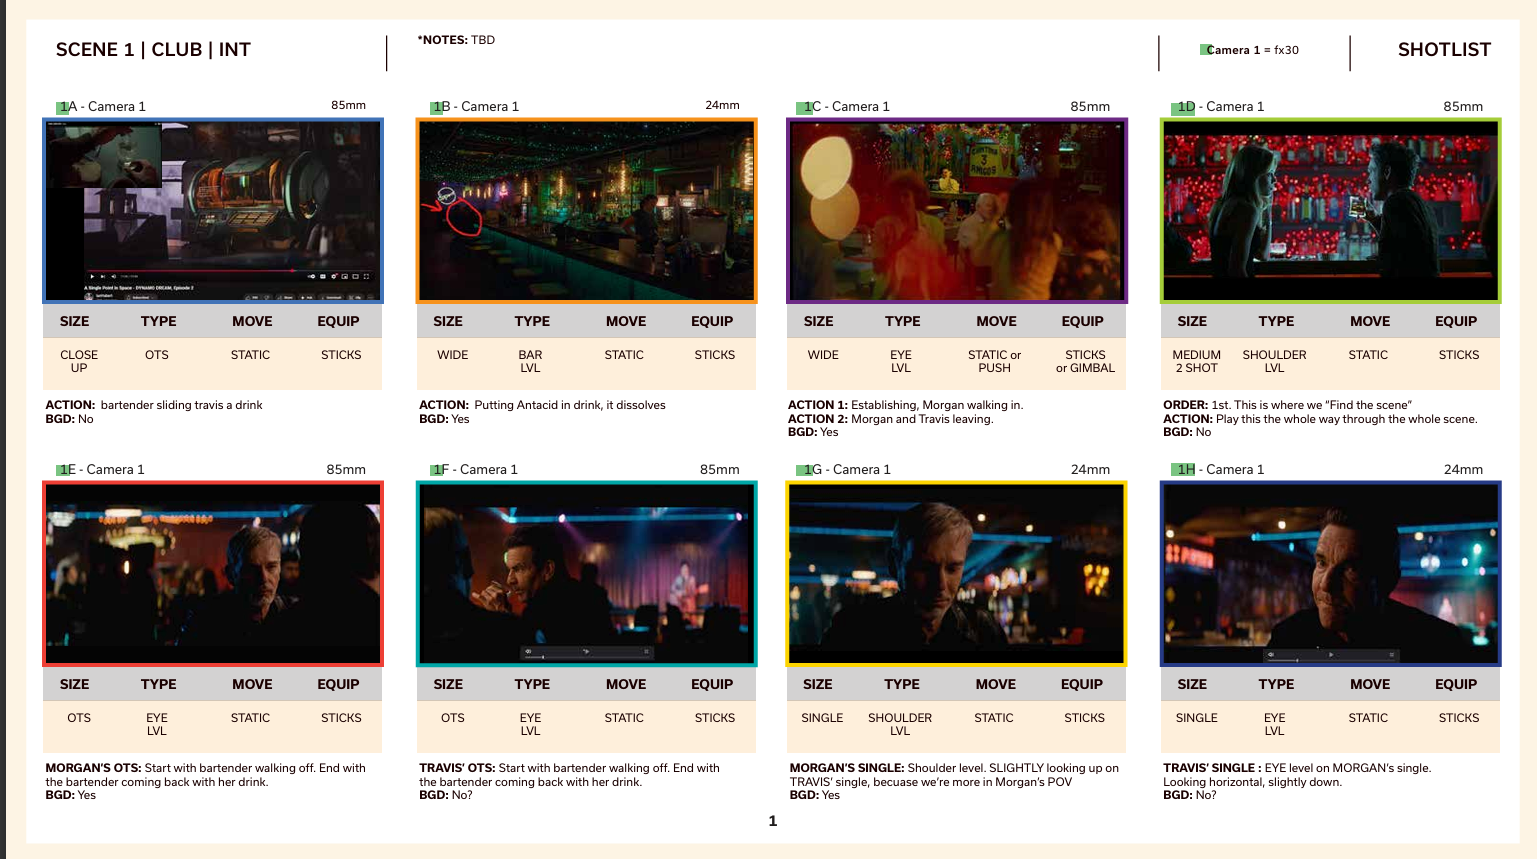 SCENE 1 | CLUB | INT
*NOTES: TBD
Camera 1 = fx30
SHOTLIST
1A - Camera 1
85mm
1B - Camera 1
24mm
1C - Camera 1
85mm
1D - Camera 1
85mm
A Single Point in Space - DYNAMO DREAM, Episode 2
3
AMIGOS
SIZE TYPE MOVE EQUIP
SIZE TYPE MOVE EQUIP
SIZE TYPE MOVE EQUIP
SIZE TYPE MOVE EQUIP
CLOSE
UP
OTS
STATIC
STICKS
WIDE
BAR
LVL
STATIC
STICKS
WIDE
EYE
LVL
STATIC or
PUSH
STICKS
or GIMBAL
MEDIUM
2 SHOT
SHOULDER
LVL
STATIC
STICKS
ACTION: bartender sliding travis a drink
BGD: No
ACTION: Putting Antacid in drink, it dissolves
BGD: Yes
ACTION 1: Establishing, Morgan walking in.
ACTION 2: Morgan and Travis leaving.
BGD: Yes
ORDER: 1st. This is where we “Find the scene”
ACTION: Play this the whole way through the whole scene.
BGD: No
1E - Camera 1
85mm
1F - Camera 1
85mm
1G - Camera 1
24mm
1H - Camera 1
24mm
SIZE TYPE MOVE EQUIP
SIZE TYPE MOVE EQUIP
SIZE TYPE MOVE EQUIP
SIZE TYPE MOVE EQUIP
OTS
EYE
LVL
STATIC
STICKS
OTS
EYE
LVL
STATIC
STICKS
SINGLE
SHOULDER
LVL
STATIC
STICKS
SINGLE
EYE
LVL
STATIC
STICKS
MORGAN’S OTS: Start with bartender walking off. End with
the bartender coming back with her drink.
BGD: Yes
TRAVIS’ OTS: Start with bartender walking off. End with
the bartender coming back with her drink.
BGD: No?
MORGAN’S SINGLE: Shoulder level. SLIGHTLY looking up on
TRAVIS’ single, becuase we’re more in Morgan’s POV
BGD: Yes
TRAVIS’ SINGLE : EYE level on MORGAN’s single.
Looking horizontal, slightly down.
BGD: No?
1